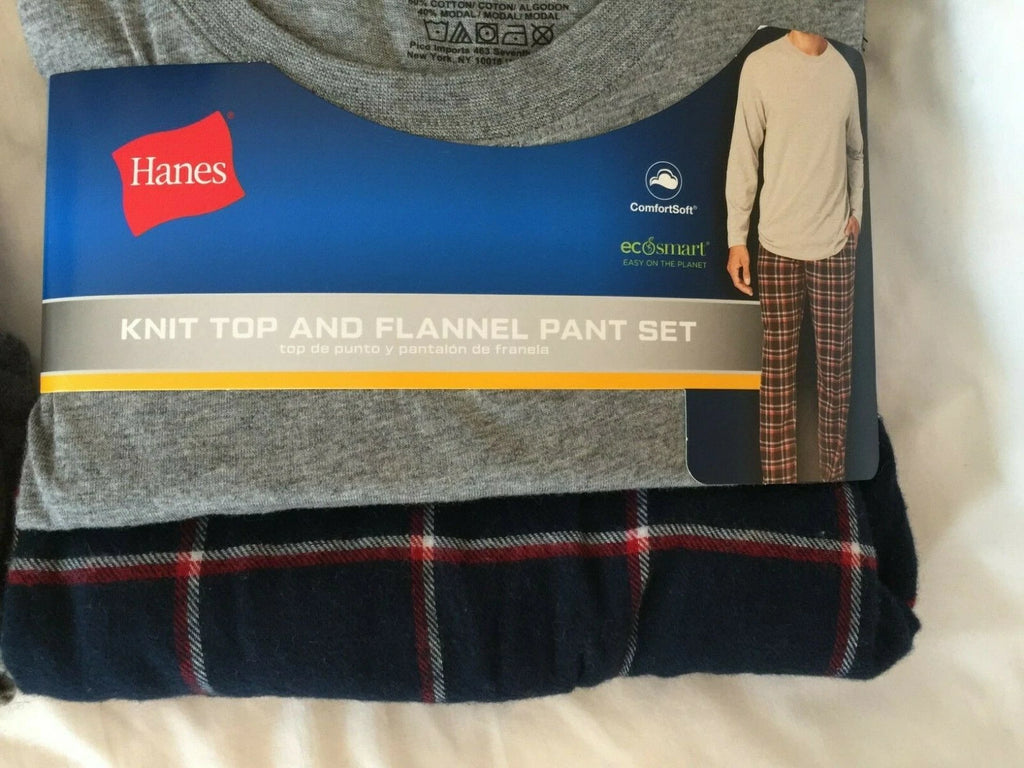 COTTON/ COTON/ ALGODON
40% MODAL/ MODAL/ MODAL
Pico Imports 463 Seventh
New York, NY 10018
Hanes®
ComfortSoft®
ecosmart®
EASY ON THE PLANET
KNIT TOP AND FLANNEL PANT SET
top de punto y pantalón de franela